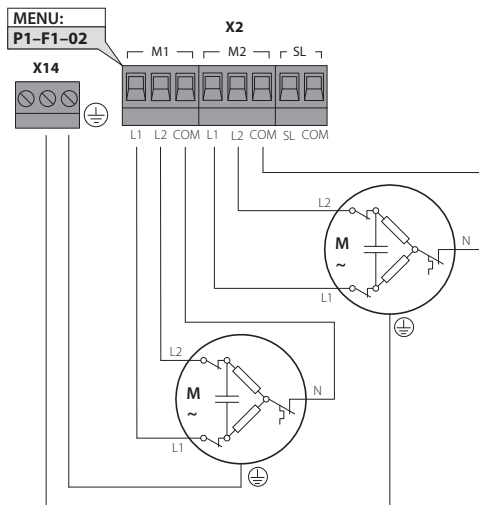 MENU:
P1–F1–02
X2
M1 M2 SL
X14
L1 L2 COM L1 L2 COM SL COM
L2
M
~
N
L1
L2
M
~
N
L1